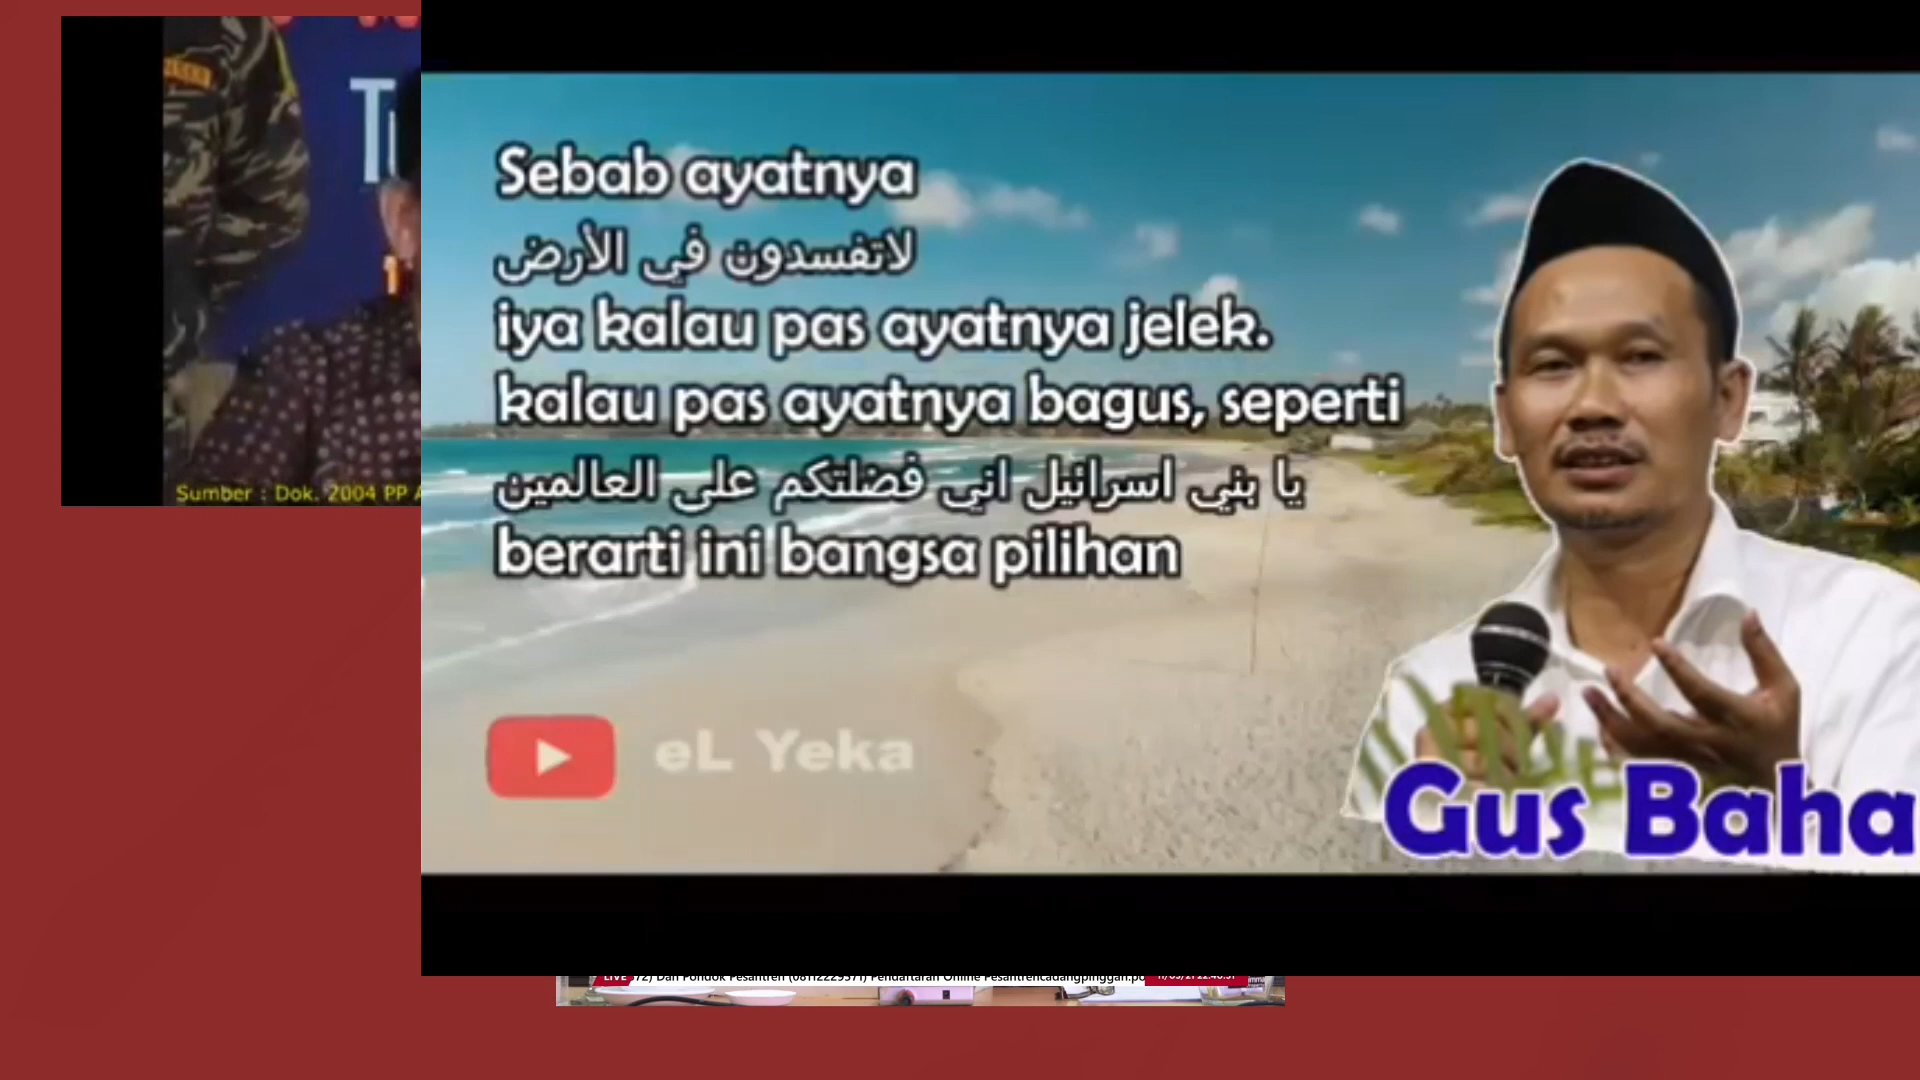 Sebab ayatnya
لاتفسدون في الأرض
iya kalau pas ayatnya jelek.
kalau pas ayatnya bagus, seperti
يا بني اسرائيل اني فضلتكم على العالمين
berarti ini bangsa pilihan
eL Yeka
Gus Baha
Sumber : Dok. 2004 PP
LIVE